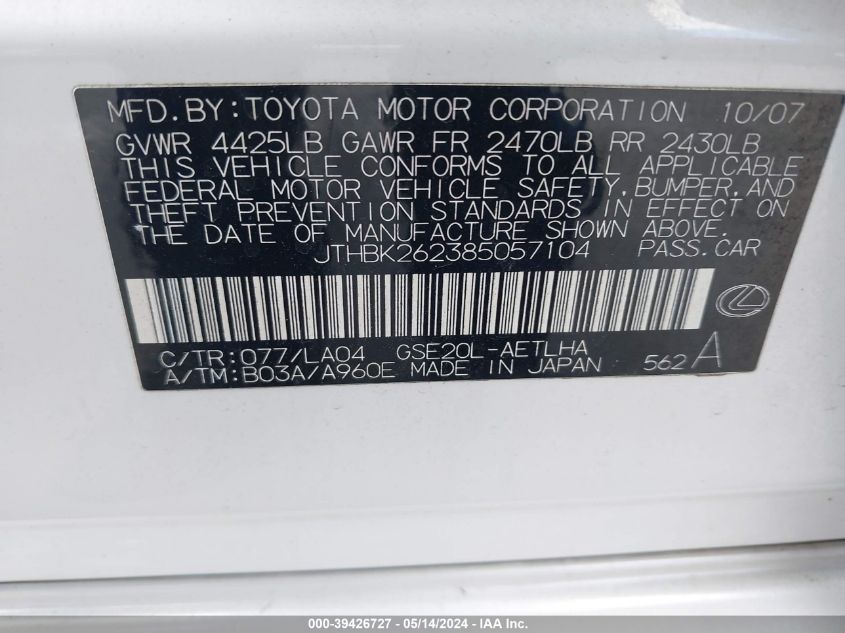 MFD.BY:TOYOTA MOTOR CORPORATION 10/07
GVWR 4425LB GAWR FR 2470LB RR 2430LB
THIS VEHICLE CONFORMS TO ALL APPLICABLE
FEDERAL MOTOR VEHICLE SAFETY,BUMPER,AND
THEFT PREVENTION STANDARDS IN EFFECT ON
THE DATE OF MANUFACTURE SHOWN ABOVE.
JTHBK262385057104 PASS.CAR
C/TR:077/LA04 GSE20L-AETLHA
A/TM:B03A/A960E MADE IN JAPAN 562A
000-39426727 - 05/14/2024 - IAA Inc.